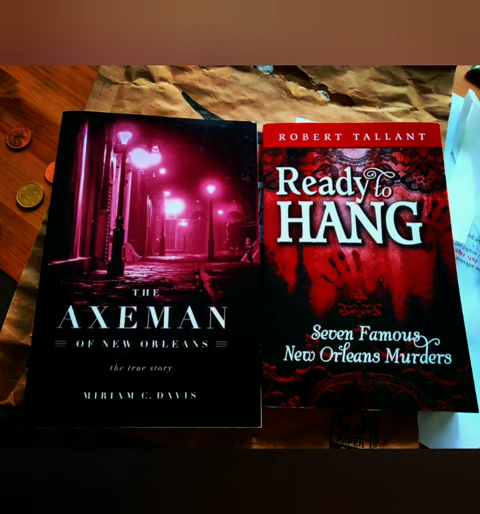 THE
AXEMAN
OF NEW ORLEANS
the true story
MIRIAM C. DAVIS
ROBERT TALLANT
Ready to
HANG
Seven Famous
New Orleans Murders